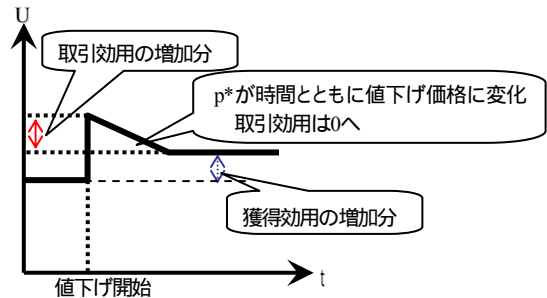 U
取引効用の増加分
p*が時間とともに値下げ価格に変化
取引効用は0へ
獲得効用の増加分
t
値下げ開始